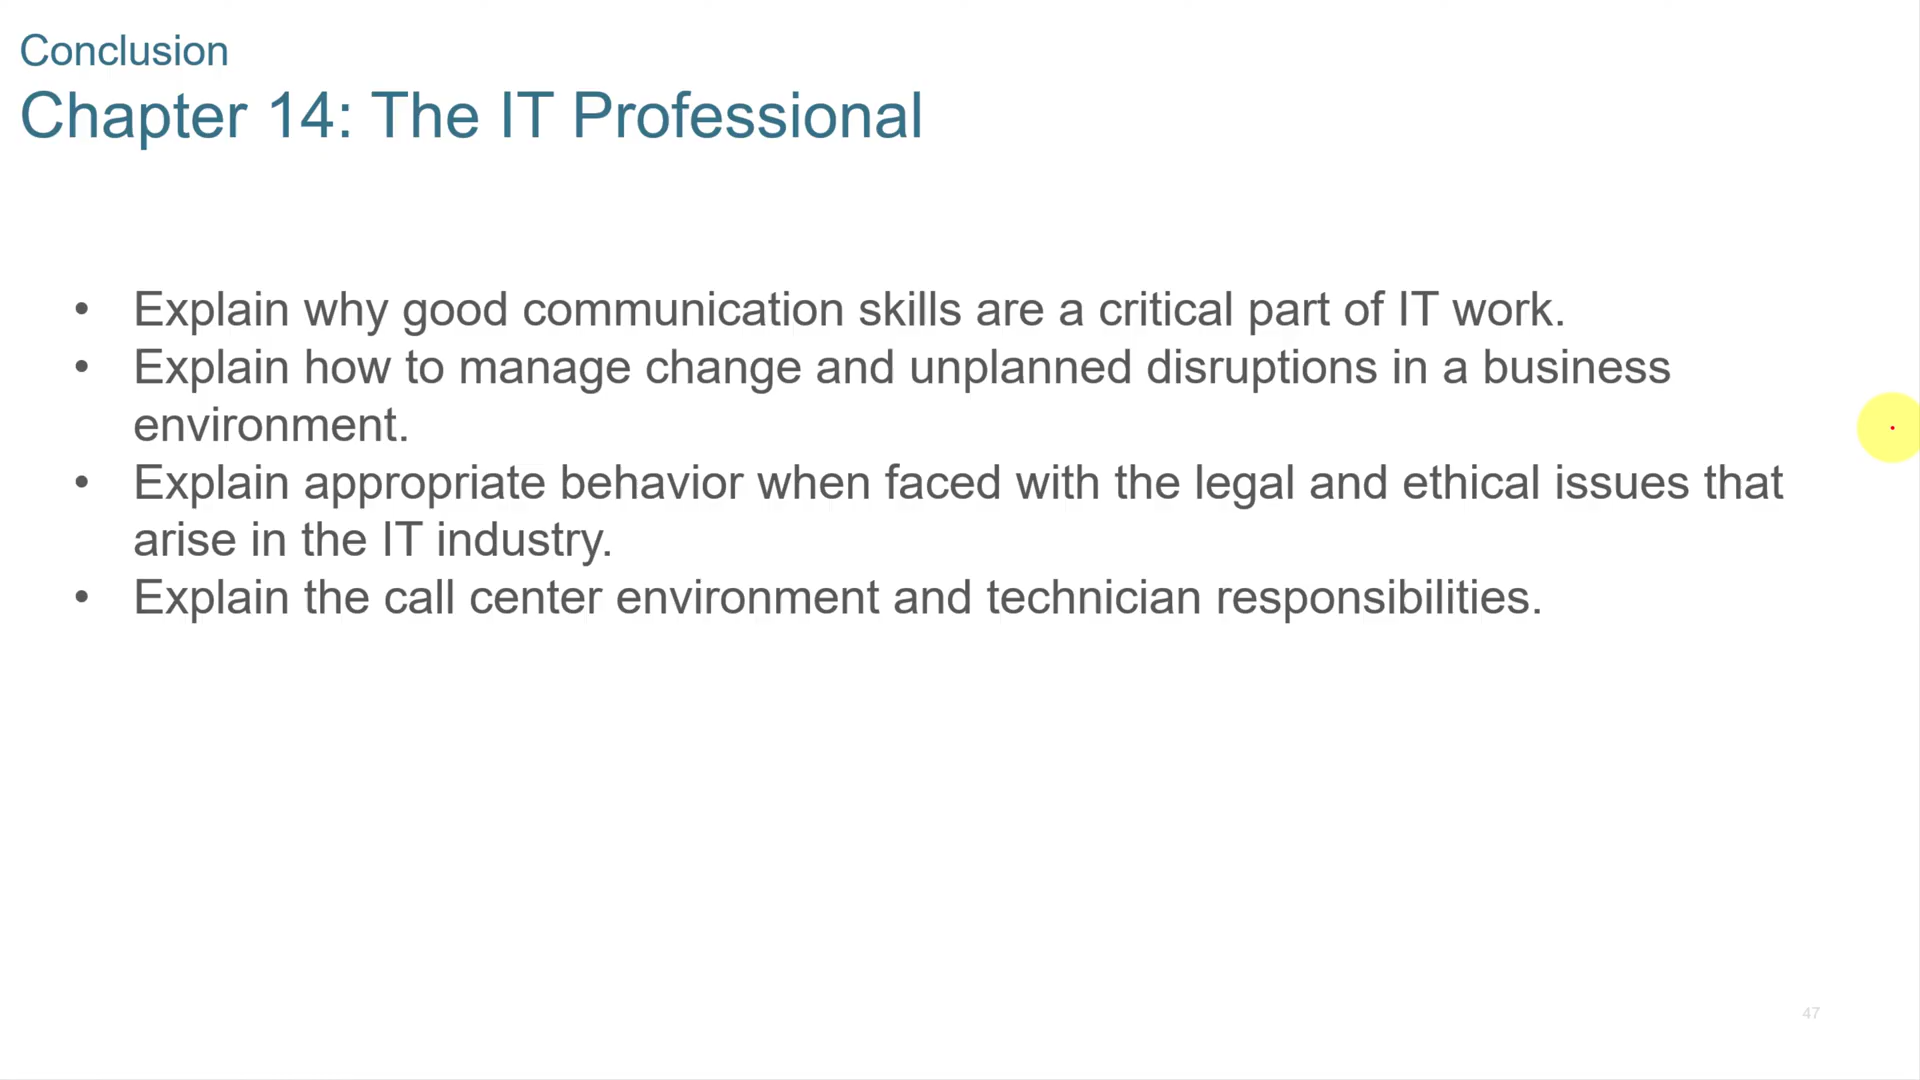 Conclusion
Chapter 14: The IT Professional
• Explain why good communication skills are a critical part of IT work.
• Explain how to manage change and unplanned disruptions in a business
environment.
• Explain appropriate behavior when faced with the legal and ethical issues that
arise in the IT industry.
• Explain the call center environment and technician responsibilities.
47